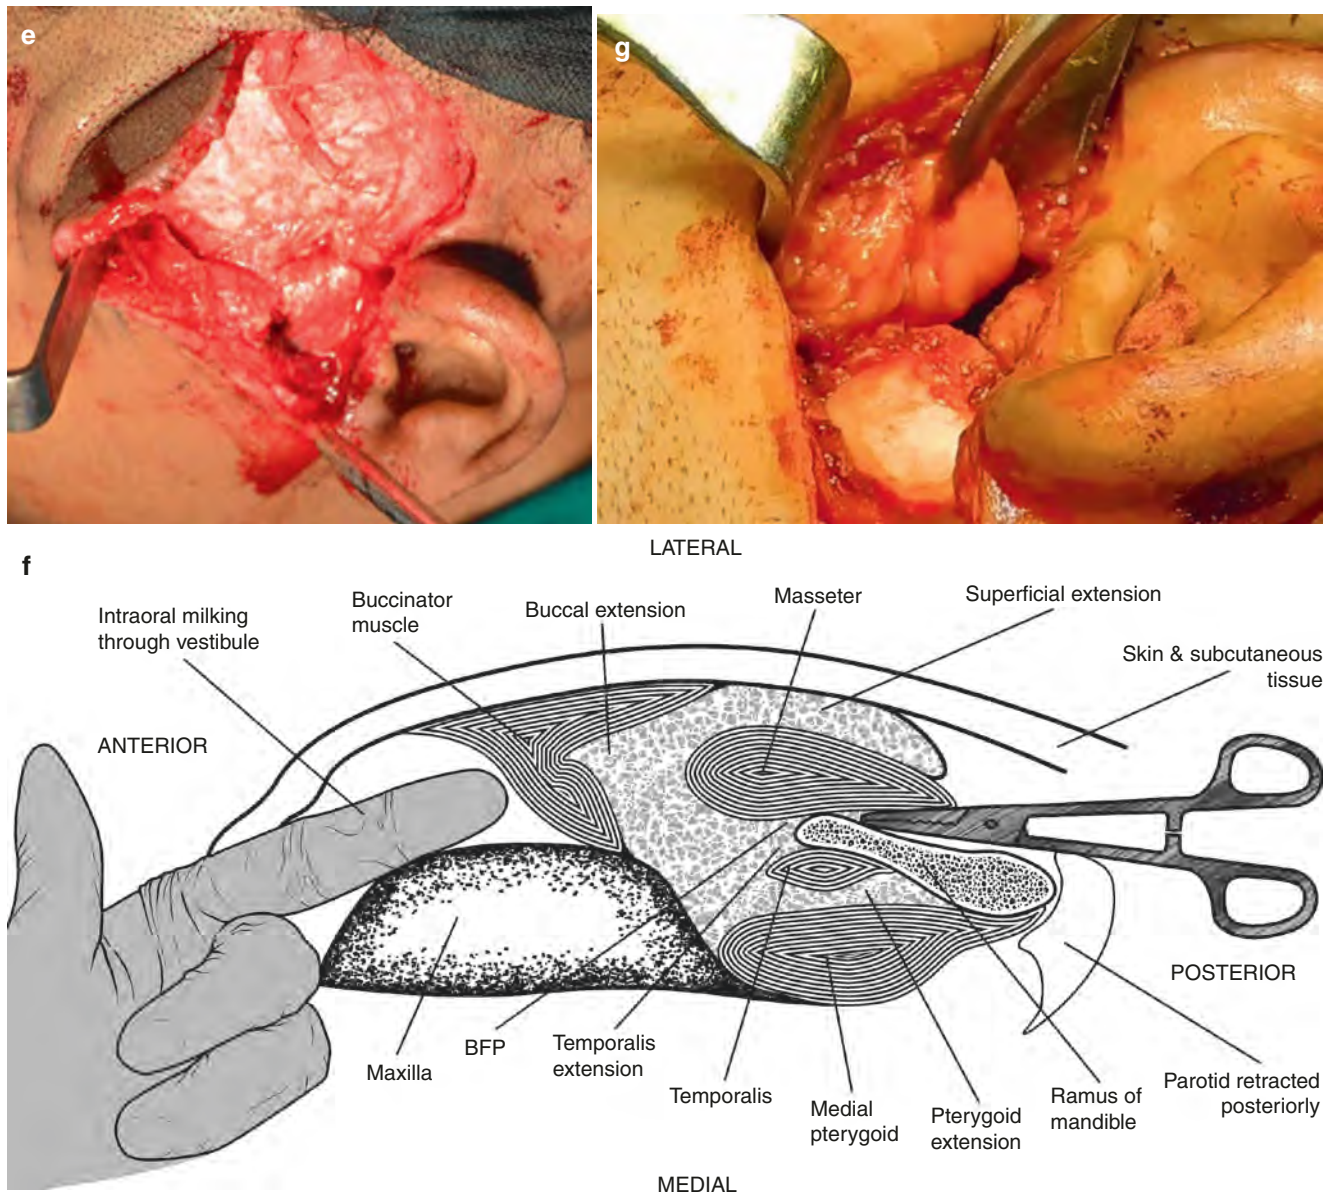 e
g
LATERAL
f
Intraoral milking
through vestibule
Buccinator
muscle
Buccal extension
Masseter
Superficial extension
Skin & subcutaneous
tissue
ANTERIOR
POSTERIOR
Maxilla
BFP
Temporalis
extension
Temporalis
Medial
pterygoid
Pterygoid
extension
Ramus of
mandible
Parotid retracted
posteriorly
MEDIAL